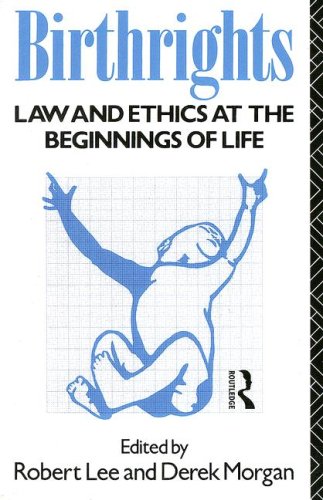 Birthrights
LAW AND ETHICS AT THE
BEGINNINGS OF LIFE
ROUTLEDGE
Edited by
Robert Lee and Derek Morgan